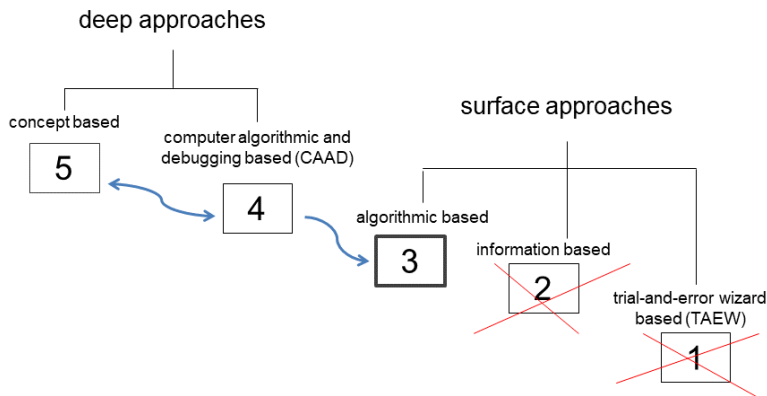 deep approaches
concept based
5
computer algorithmic and
debugging based (CAAD)
4
surface approaches
algorithmic based
3
information based
2
trial-and-error wizard
based (TAEW)
1